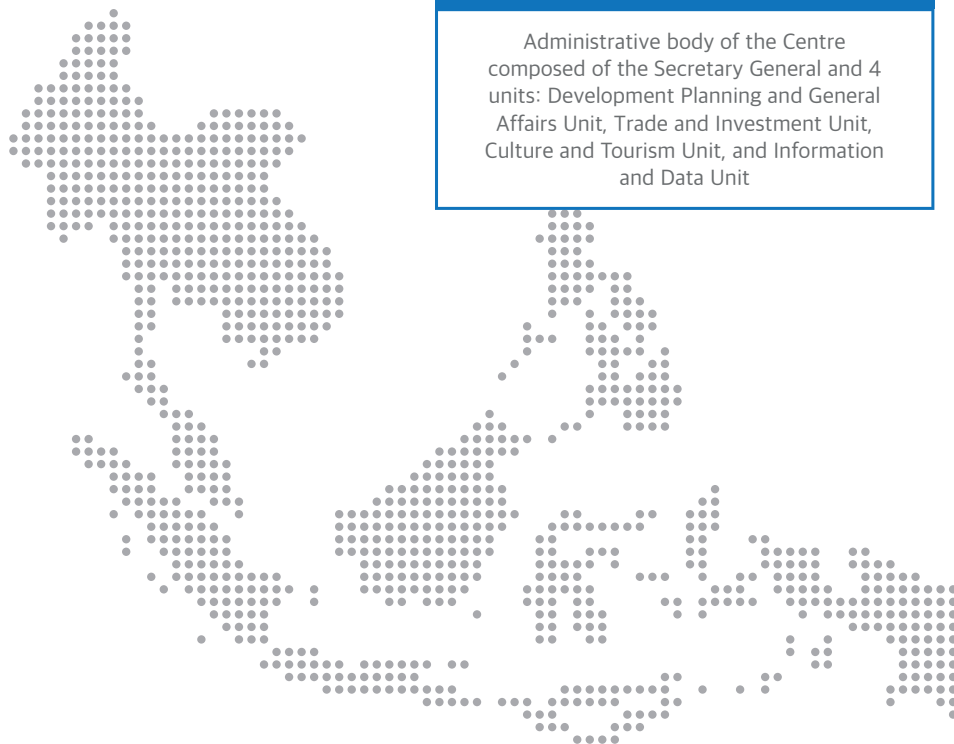 Administrative body of the Centre
composed of the Secretary General and 4
units: Development Planning and General
Affairs Unit, Trade and Investment Unit,
Culture and Tourism Unit, and Information
and Data Unit